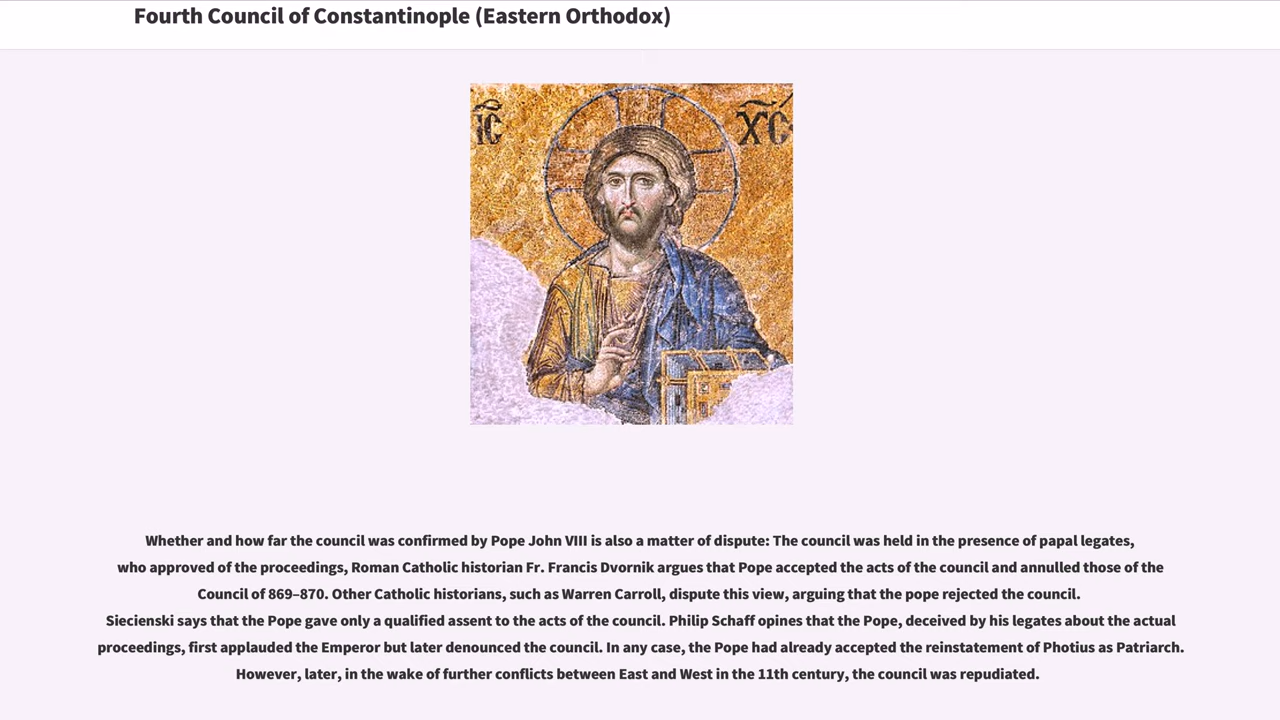 Fourth Council of Constantinople (Eastern Orthodox)
IC XC
Whether and how far the council was confirmed by Pope John VIII is also a matter of dispute: The council was held in the presence of papal legates,
who approved of the proceedings, Roman Catholic historian Fr. Francis Dvornik argues that Pope accepted the acts of the council and annulled those of the
Council of 869–870. Other Catholic historians, such as Warren Carroll, dispute this view, arguing that the pope rejected the council.
Siecienski says that the Pope gave only a qualified assent to the acts of the council. Philip Schaff opines that the Pope, deceived by his legates about the actual
proceedings, first applauded the Emperor but later denounced the council. In any case, the Pope had already accepted the reinstatement of Photius as Patriarch.
However, later, in the wake of further conflicts between East and West in the 11th century, the council was repudiated.